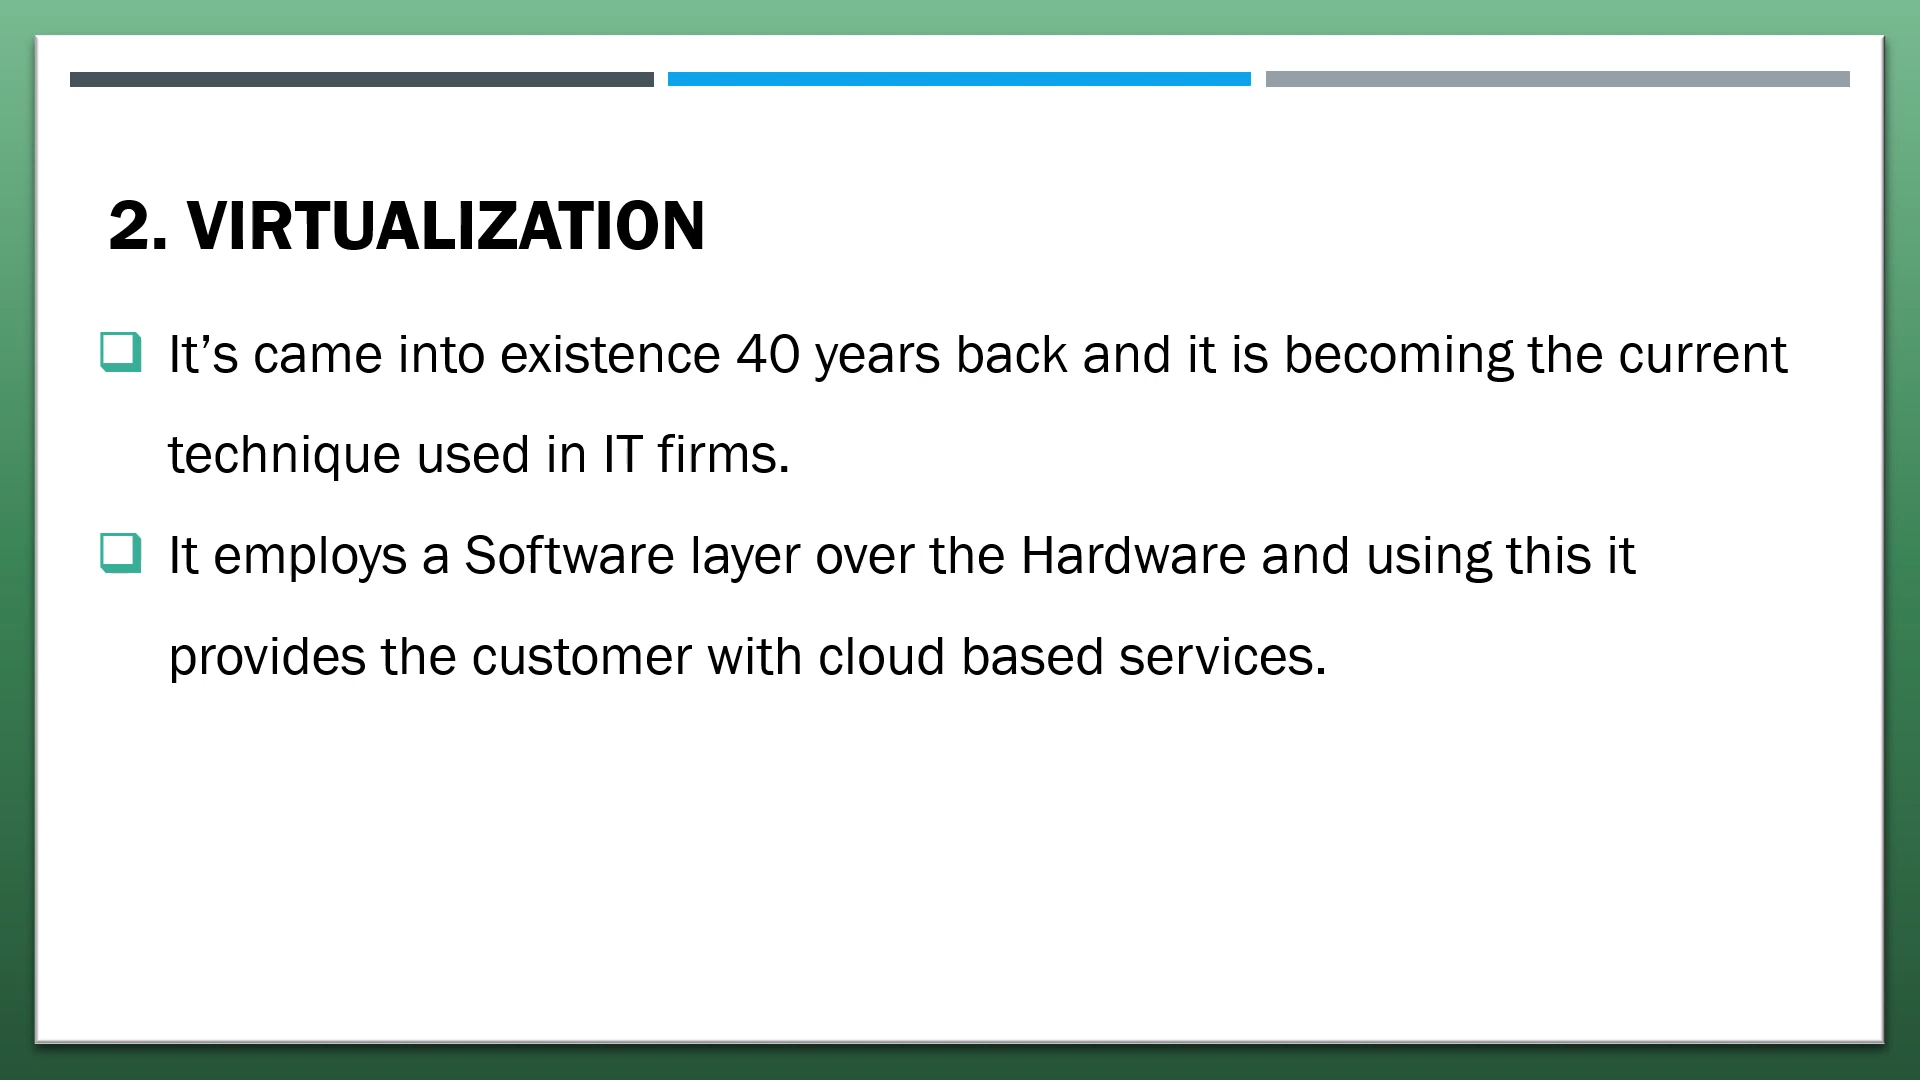 2. VIRTUALIZATION
It’s came into existence 40 years back and it is becoming the current
technique used in IT firms.
It employs a Software layer over the Hardware and using this it
provides the customer with cloud based services.